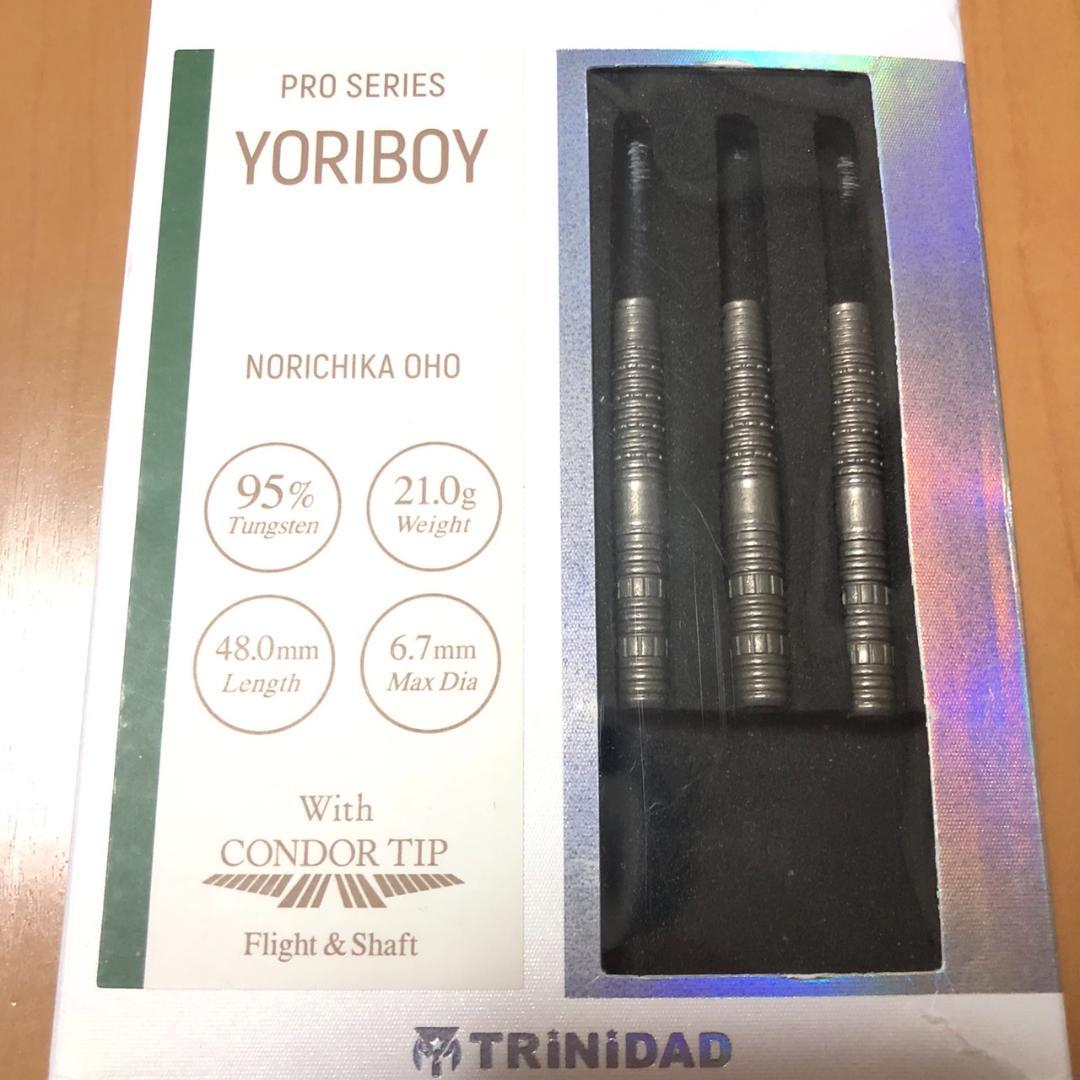 PRO SERIES
YORIBOY
NORICHIKA OHO
95%
Tungsten
21.0g
Weight
48.0mm
Length
6.7mm
Max Dia
With
CONDOR TIP
Flight & Shaft
TRiNiDAD